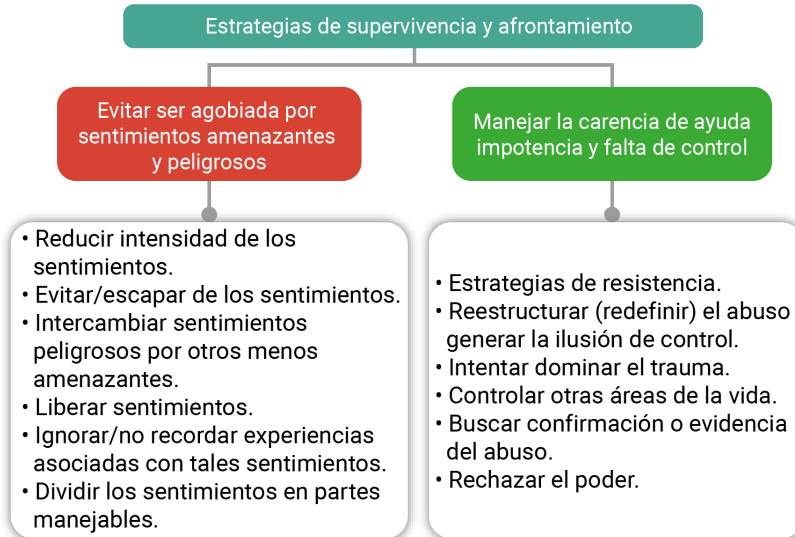 Estrategias de supervivencia y afrontamiento
Evitar ser agobiada por
sentimientos amenazantes
y peligrosos
Manejar la carencia de ayuda
impotencia y falta de control
• Reducir intensidad de los
sentimientos.
• Evitar/escapar de los sentimientos.
• Intercambiar sentimientos
peligrosos por otros menos
amenazantes.
• Liberar sentimientos.
• Ignorar/no recordar experiencias
asociadas con tales sentimientos.
• Dividir los sentimientos en partes
manejables.
• Estrategias de resistencia.
• Reestructurar (redefinir) el abuso
generar la ilusión de control.
• Intentar dominar el trauma.
• Controlar otras áreas de la vida.
• Buscar confirmación o evidencia
del abuso.
• Rechazar el poder.